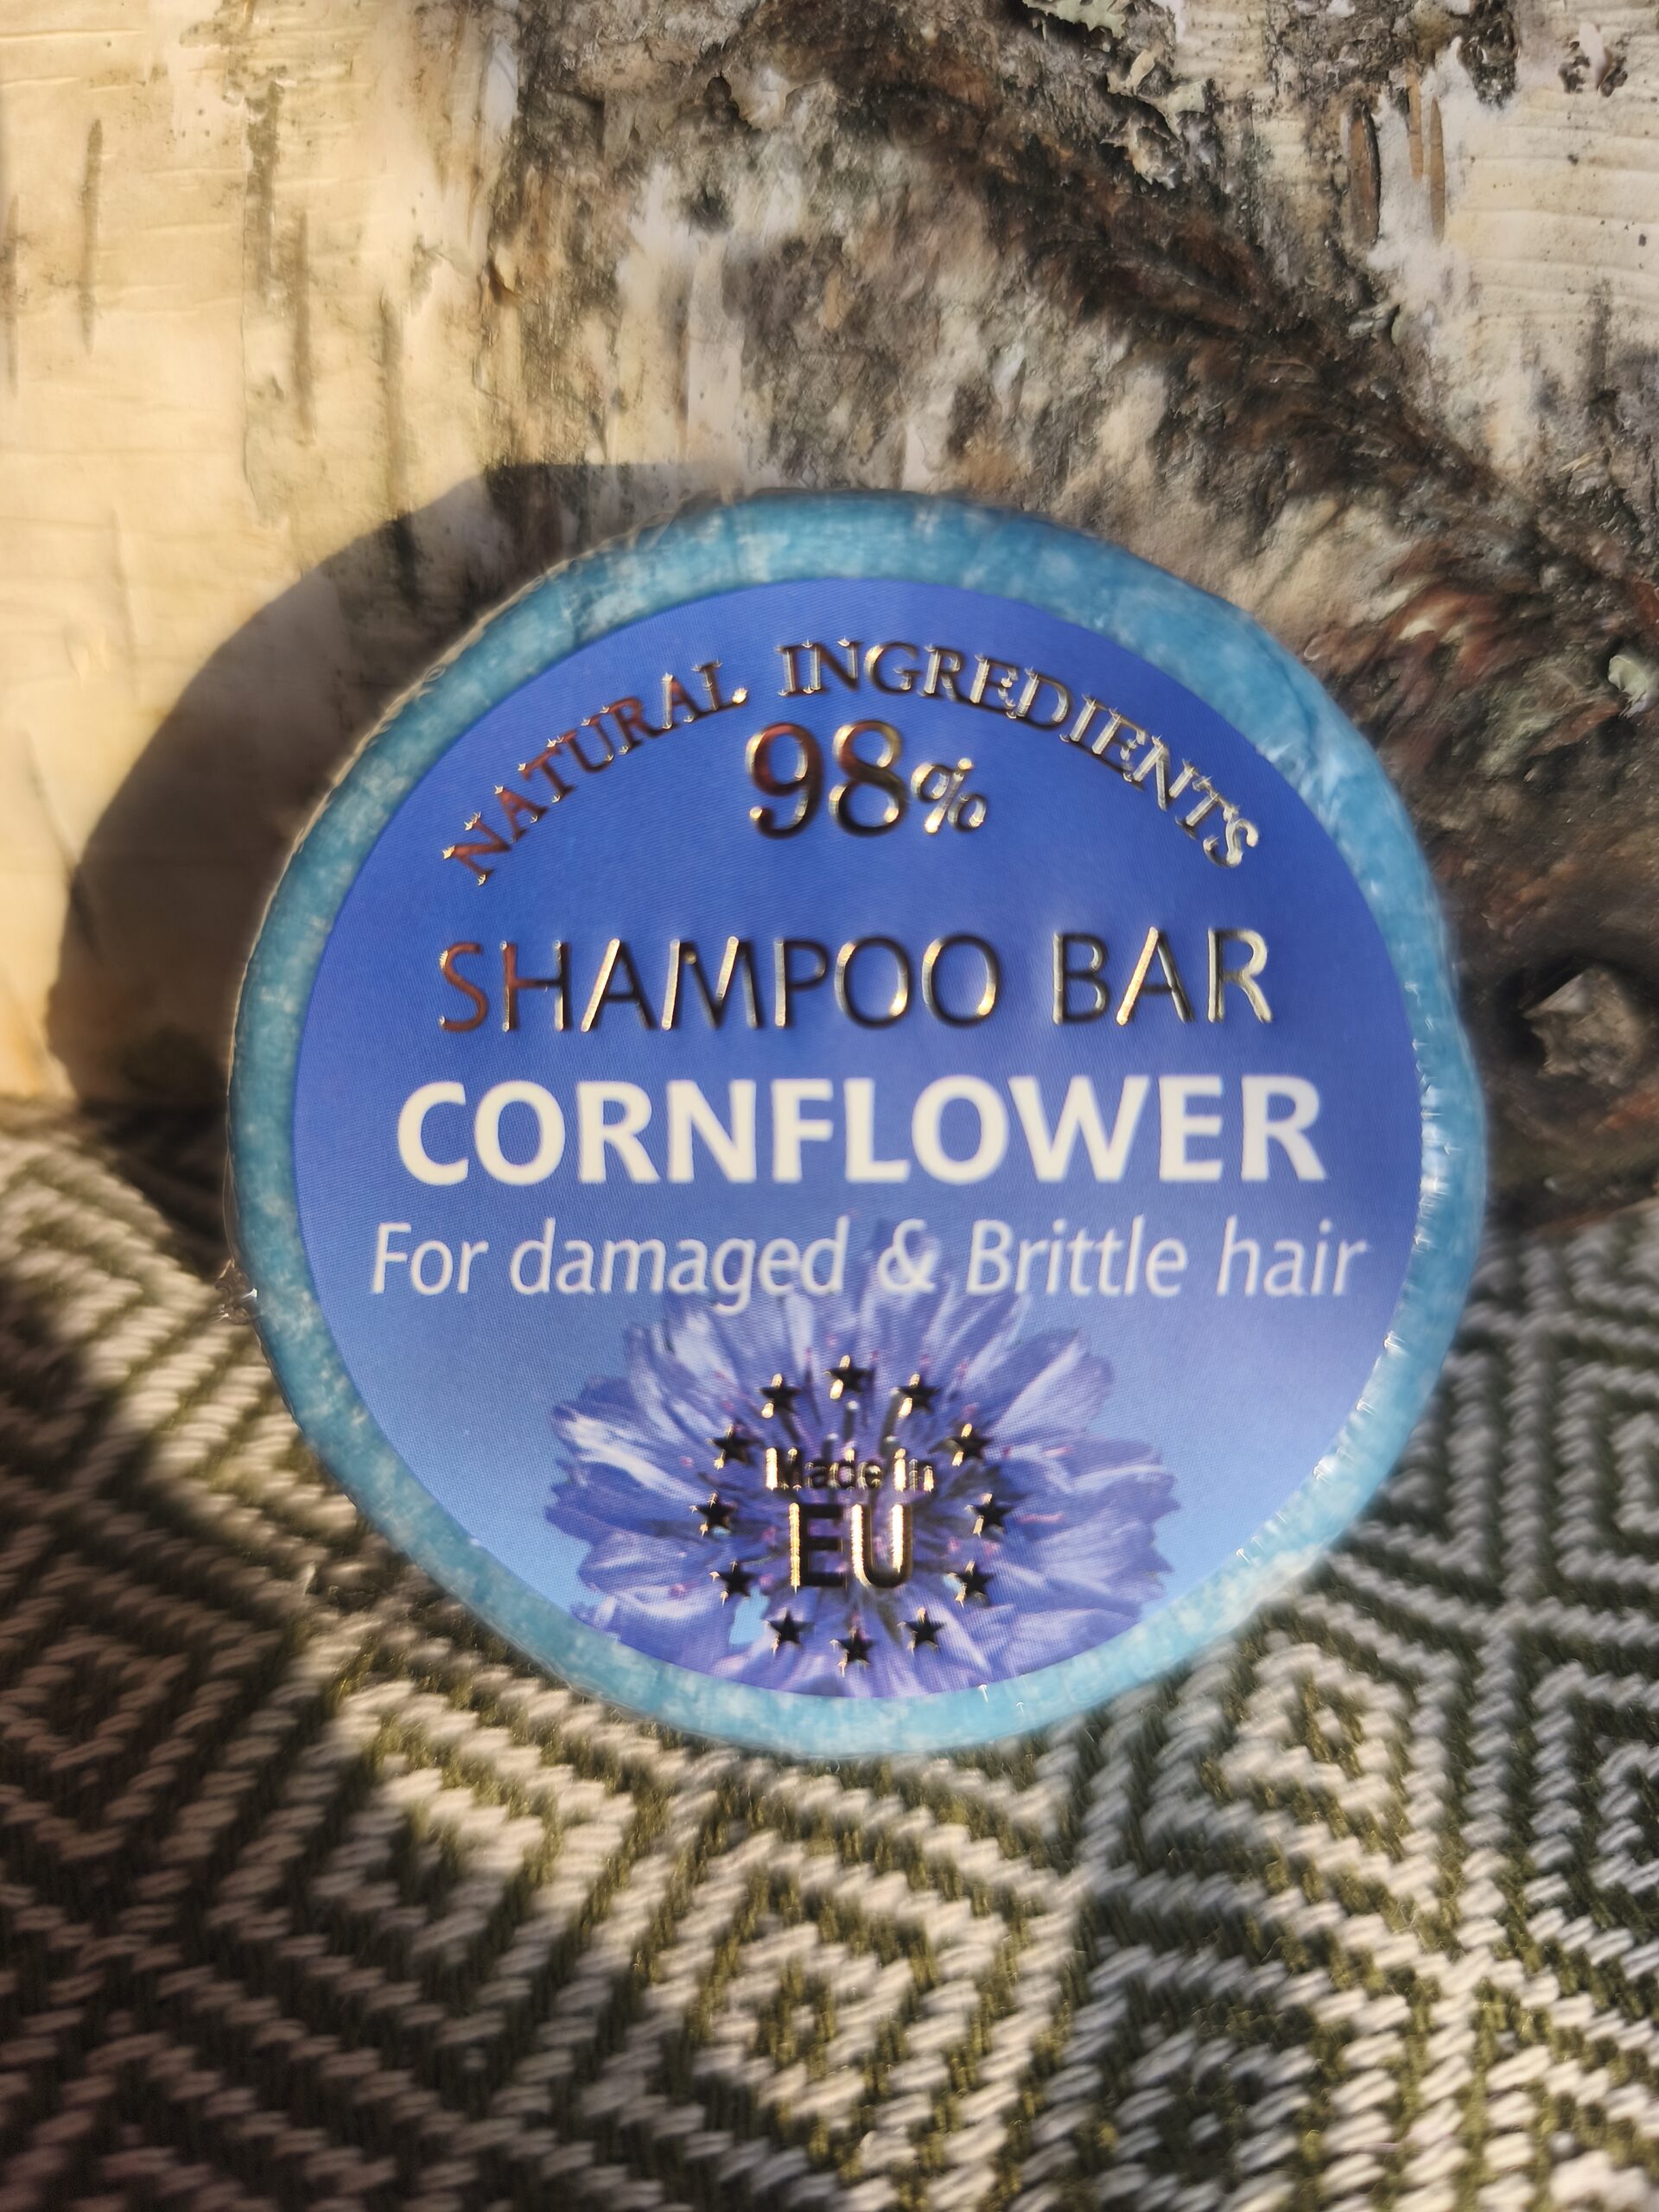 NATURAL INGREDIENTS
98%
SHAMPOO BAR
CORNFLOWER
For damaged & Brittle hair
Made in
EU